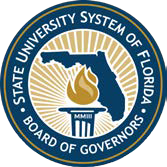 • STATE UNIVERSITY SYSTEM OF FLORIDA •
BOARD OF GOVERNORS
MMIII